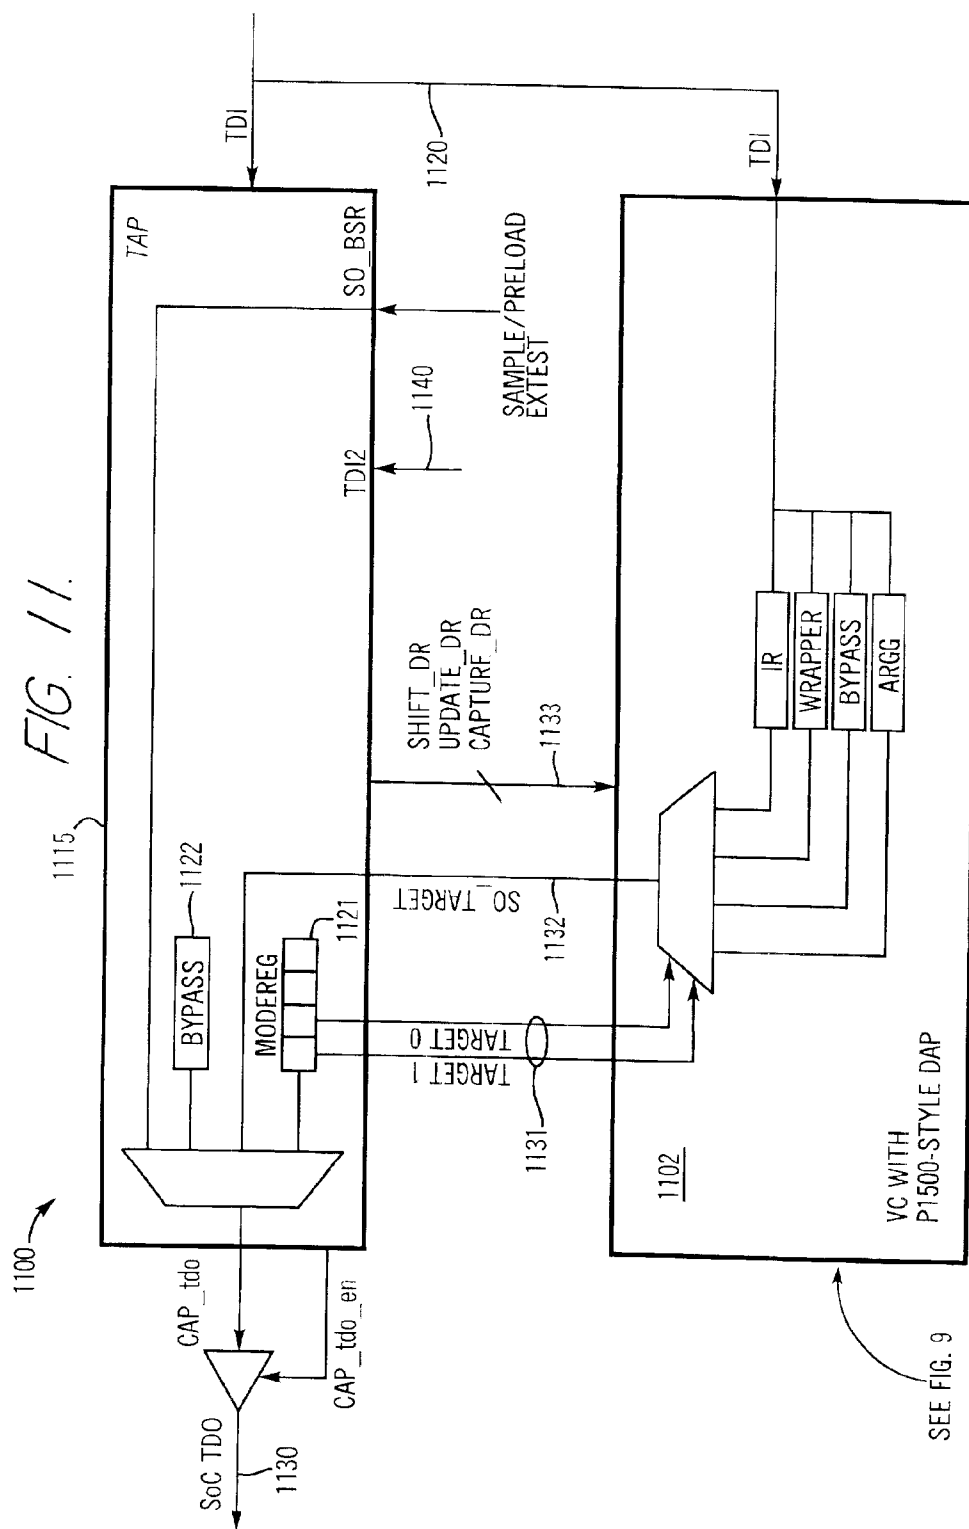 FIG. 11.
1100
1115
TAP
TDI
SO_BSR
TDI2
1140
SAMPLE/PRELOAD
EXTEST
1120
TDI
BYPASS
1122
MODEREG
1121
CAP_tdo
CAP_tdo_en
SoC TDO
1130
SHIFT_DR
UPDATE_DR
CAPTURE_DR
1133
SO_TARGET
1132
TARGET 0
TARGET 1
1131
1102
IR
WRAPPER
BYPASS
ARGG
VC WITH
P1500-STYLE DAP
SEE FIG. 9